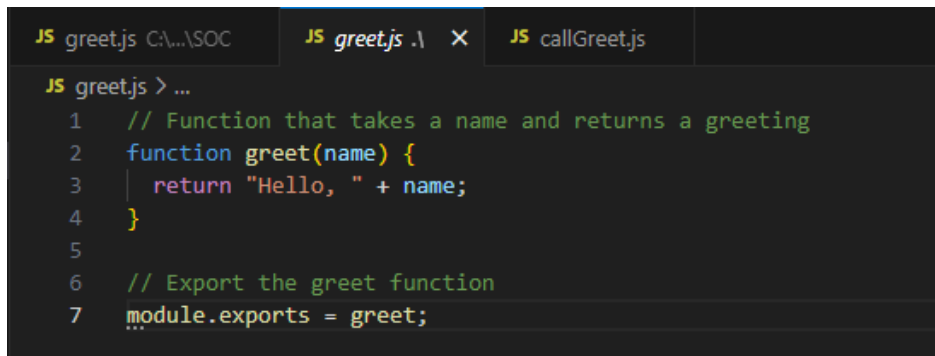 JS greet.js C:\...\SOC JS greet.js .\ × JS callGreet.js
JS greet.js > ...
1 // Function that takes a name and returns a greeting
2 function greet(name) {
3 return "Hello, " + name;
4 }
5
6 // Export the greet function
7 module.exports = greet;